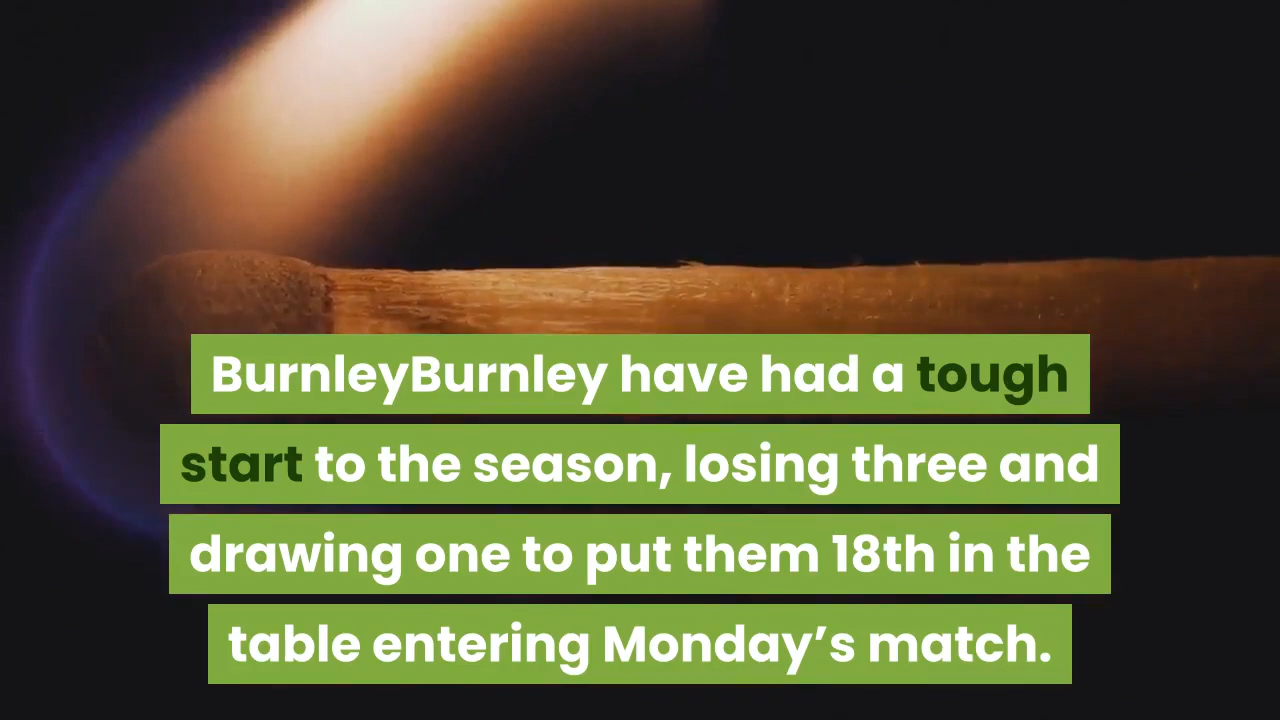 BurnleyBurnley have had a tough
start to the season, losing three and
drawing one to put them 18th in the
table entering Monday’s match.